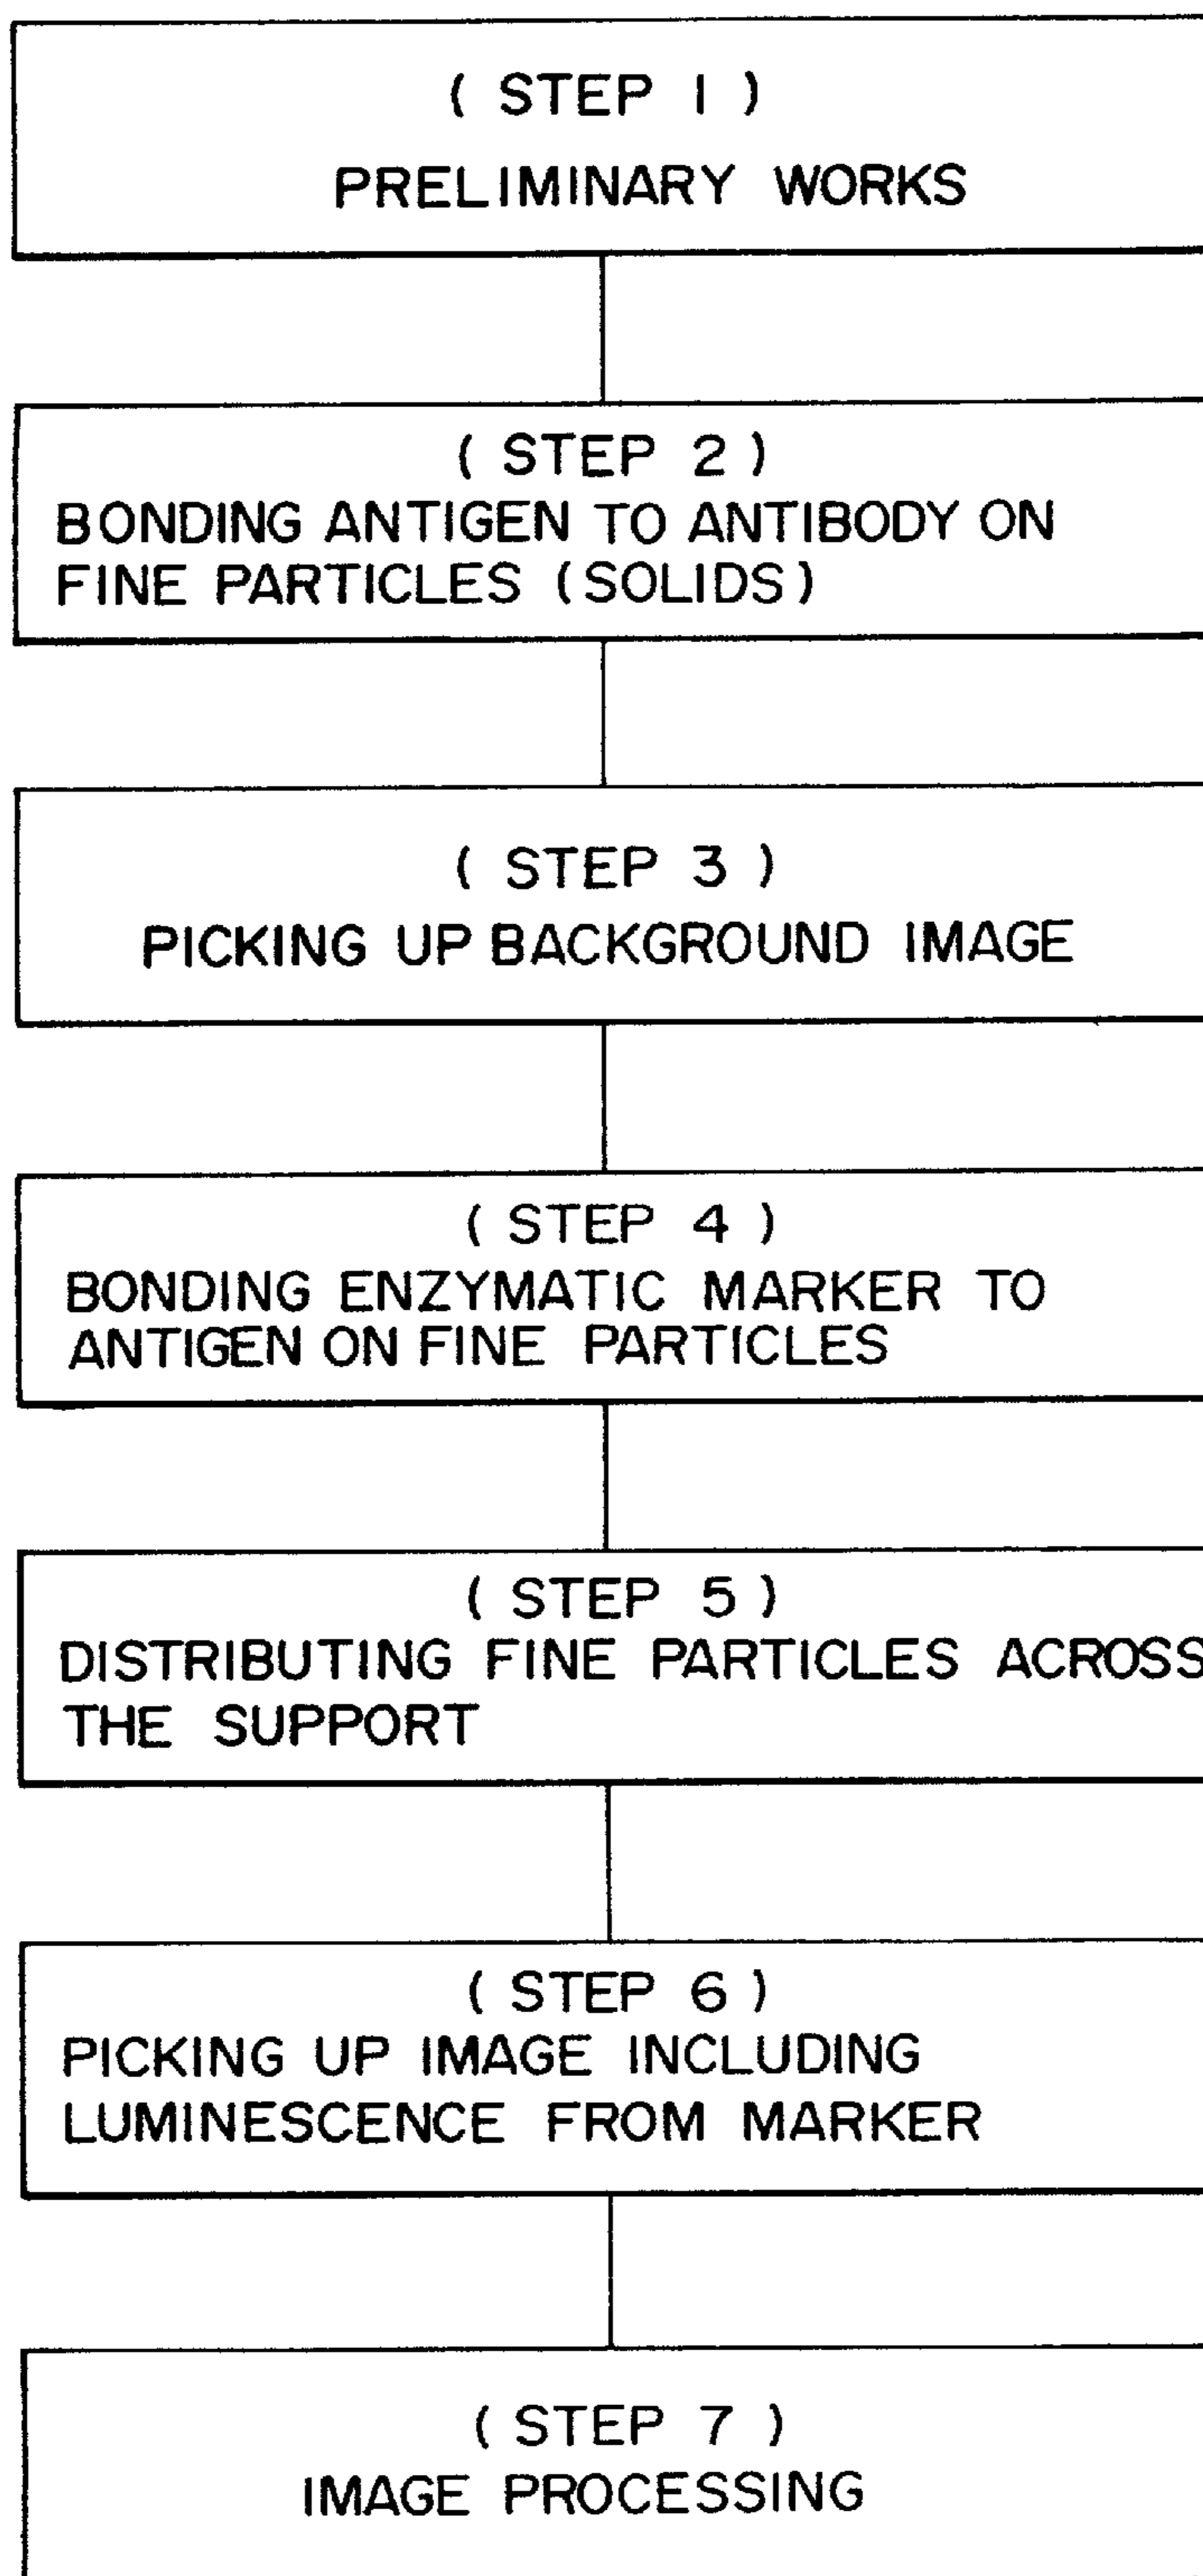 ( STEP 1 )
PRELIMINARY WORKS
( STEP 2 )
BONDING ANTIGEN TO ANTIBODY ON
FINE PARTICLES (SOLIDS)
( STEP 3 )
PICKING UP BACKGROUND IMAGE
( STEP 4 )
BONDING ENZYMATIC MARKER TO
ANTIGEN ON FINE PARTICLES
( STEP 5 )
DISTRIBUTING FINE PARTICLES ACROSS
THE SUPPORT
( STEP 6 )
PICKING UP IMAGE INCLUDING
LUMINESCENCE FROM MARKER
( STEP 7 )
IMAGE PROCESSING